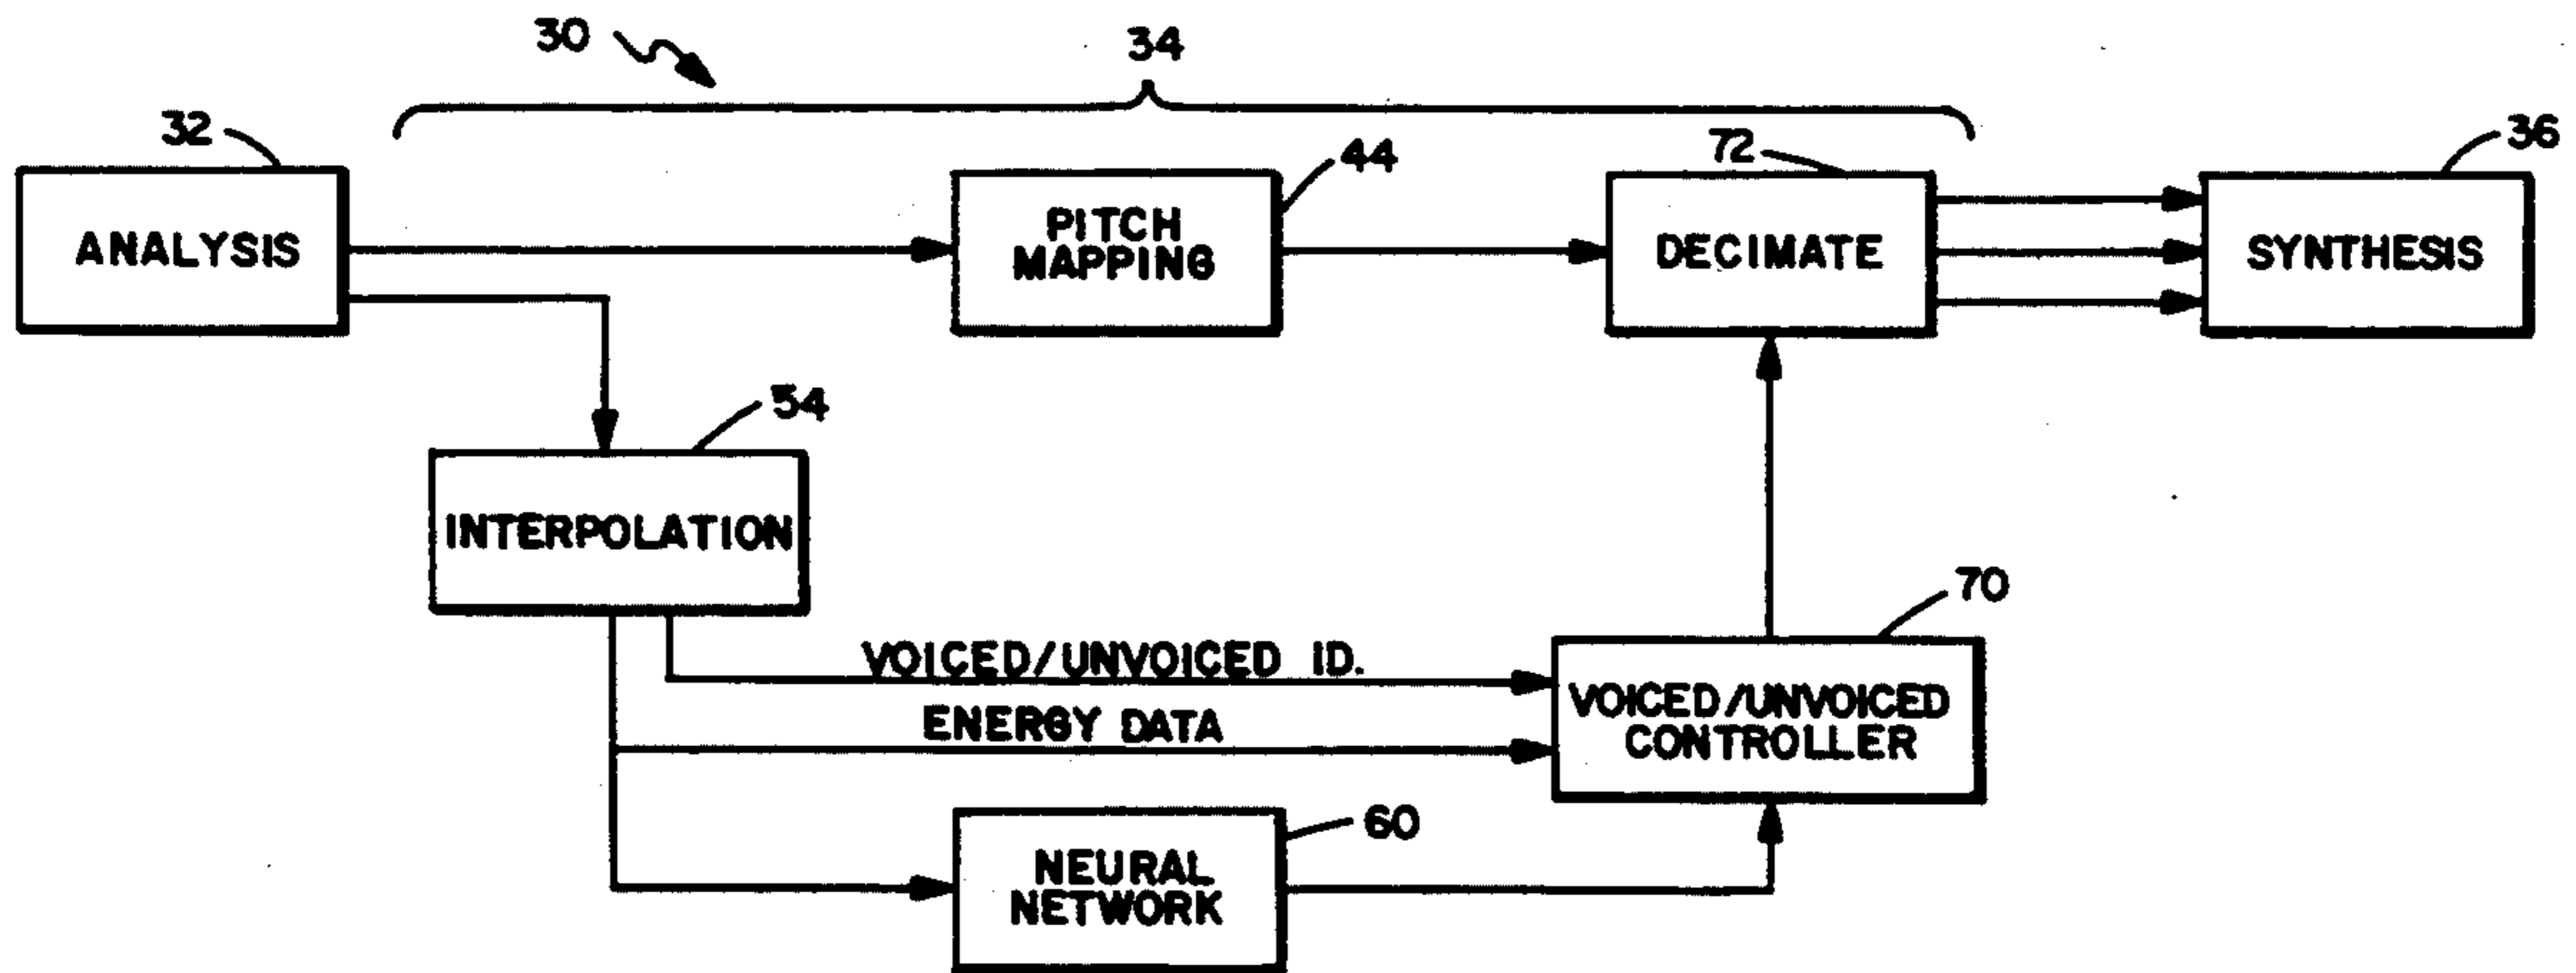 30
34
32
44
72
36
ANALYSIS
PITCH
MAPPING
DECIMATE
SYNTHESIS
54
INTERPOLATION
70
VOICED/UNVOICED ID.
ENERGY DATA
VOICED/UNVOICED
CONTROLLER
60
NEURAL
NETWORK